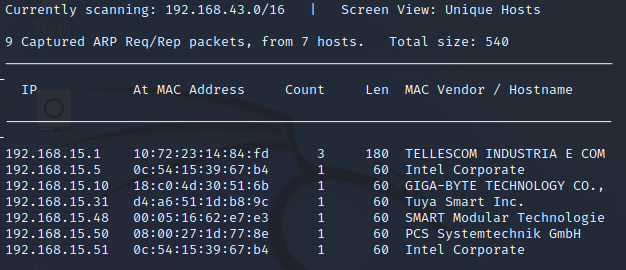 Currently scanning: 192.168.43.0/16   |   Screen View: Unique Hosts
9 Captured ARP Req/Rep packets, from 7 hosts.   Total size: 540
IP            At MAC Address     Count     Len  MAC Vendor / Hostname
192.168.15.1    10:72:23:14:84:fd      3     180  TELLESCOM INDUSTRIA E COM
192.168.15.5    0c:54:15:39:67:b4      1      60  Intel Corporate
192.168.15.10   18:c0:4d:30:51:6b      1      60  GIGA-BYTE TECHNOLOGY CO.,
192.168.15.31   d4:a6:51:1d:b8:9c      1      60  Tuya Smart Inc.
192.168.15.48   00:05:16:62:e7:e3      1      60  SMART Modular Technologie
192.168.15.50   08:00:27:1d:77:8e      1      60  PCS Systemtechnik GmbH
192.168.15.51   0c:54:15:39:67:b4      1      60  Intel Corporate